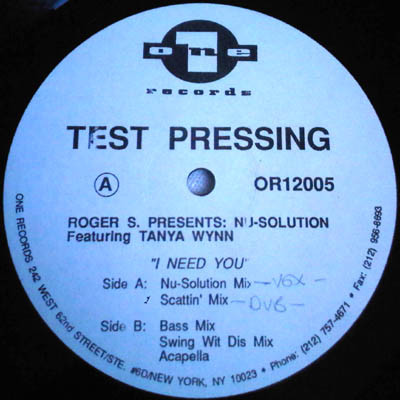 one
records
TEST PRESSING
A
OR12005
ROGER S. PRESENTS: NU-SOLUTION
Featuring TANYA WYNN
"I NEED YOU"
Side A: Nu-Solution Mix - VOX -
Scattin' Mix - DUB -
Side B: Bass Mix
Swing Wit Dis Mix
Acapella
ONE RECORDS 242 WEST 62nd STREET/STE. #6D/NEW YORK, NY 10023 • Phone: (212) 757-4671 • Fax: (212) 956-6693